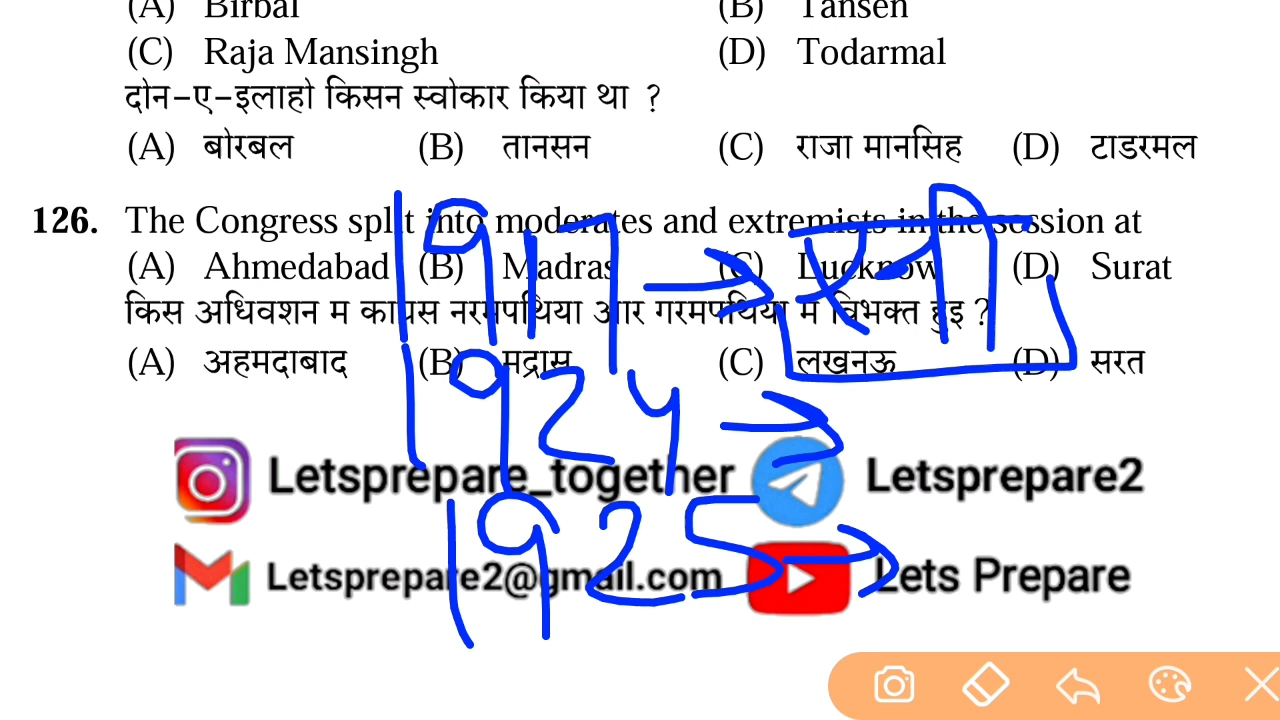 (A) Birbal (B) Tansen
(C) Raja Mansingh (D) Todarmal
दोन–ए–इलाहो किसन स्वोकार किया था ?
(A) बोरबल (B) तानसन (C) राजा मानसिह (D) टाडरमल
126. The Congress split into moderates and extremists in the session at
(A) Ahmedabad (B) Madras (C) Lucknow (D) Surat
किस अधिवशन म काग्रस नरमपथिया आर गरमपथिया म विभक्त हुइ ?
(A) अहमदाबाद (B) मद्रास (C) लखनऊ (D) सरत
1917 →
1924 →
1925 →
Letsprepare_together Letsprepare2
Letsprepare2@gmail.com Lets Prepare